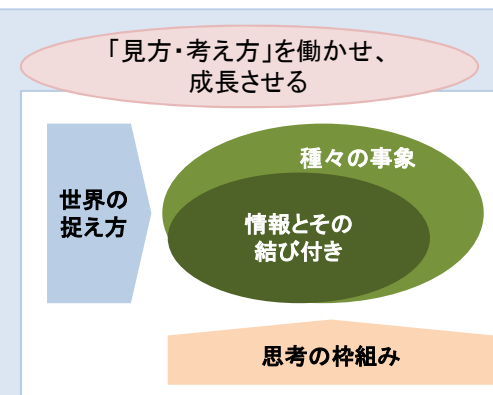 「見方・考え方」を働かせ、
成長させる
種々の事象
世界の
捉え方
情報とその
結び付き
思考の枠組み